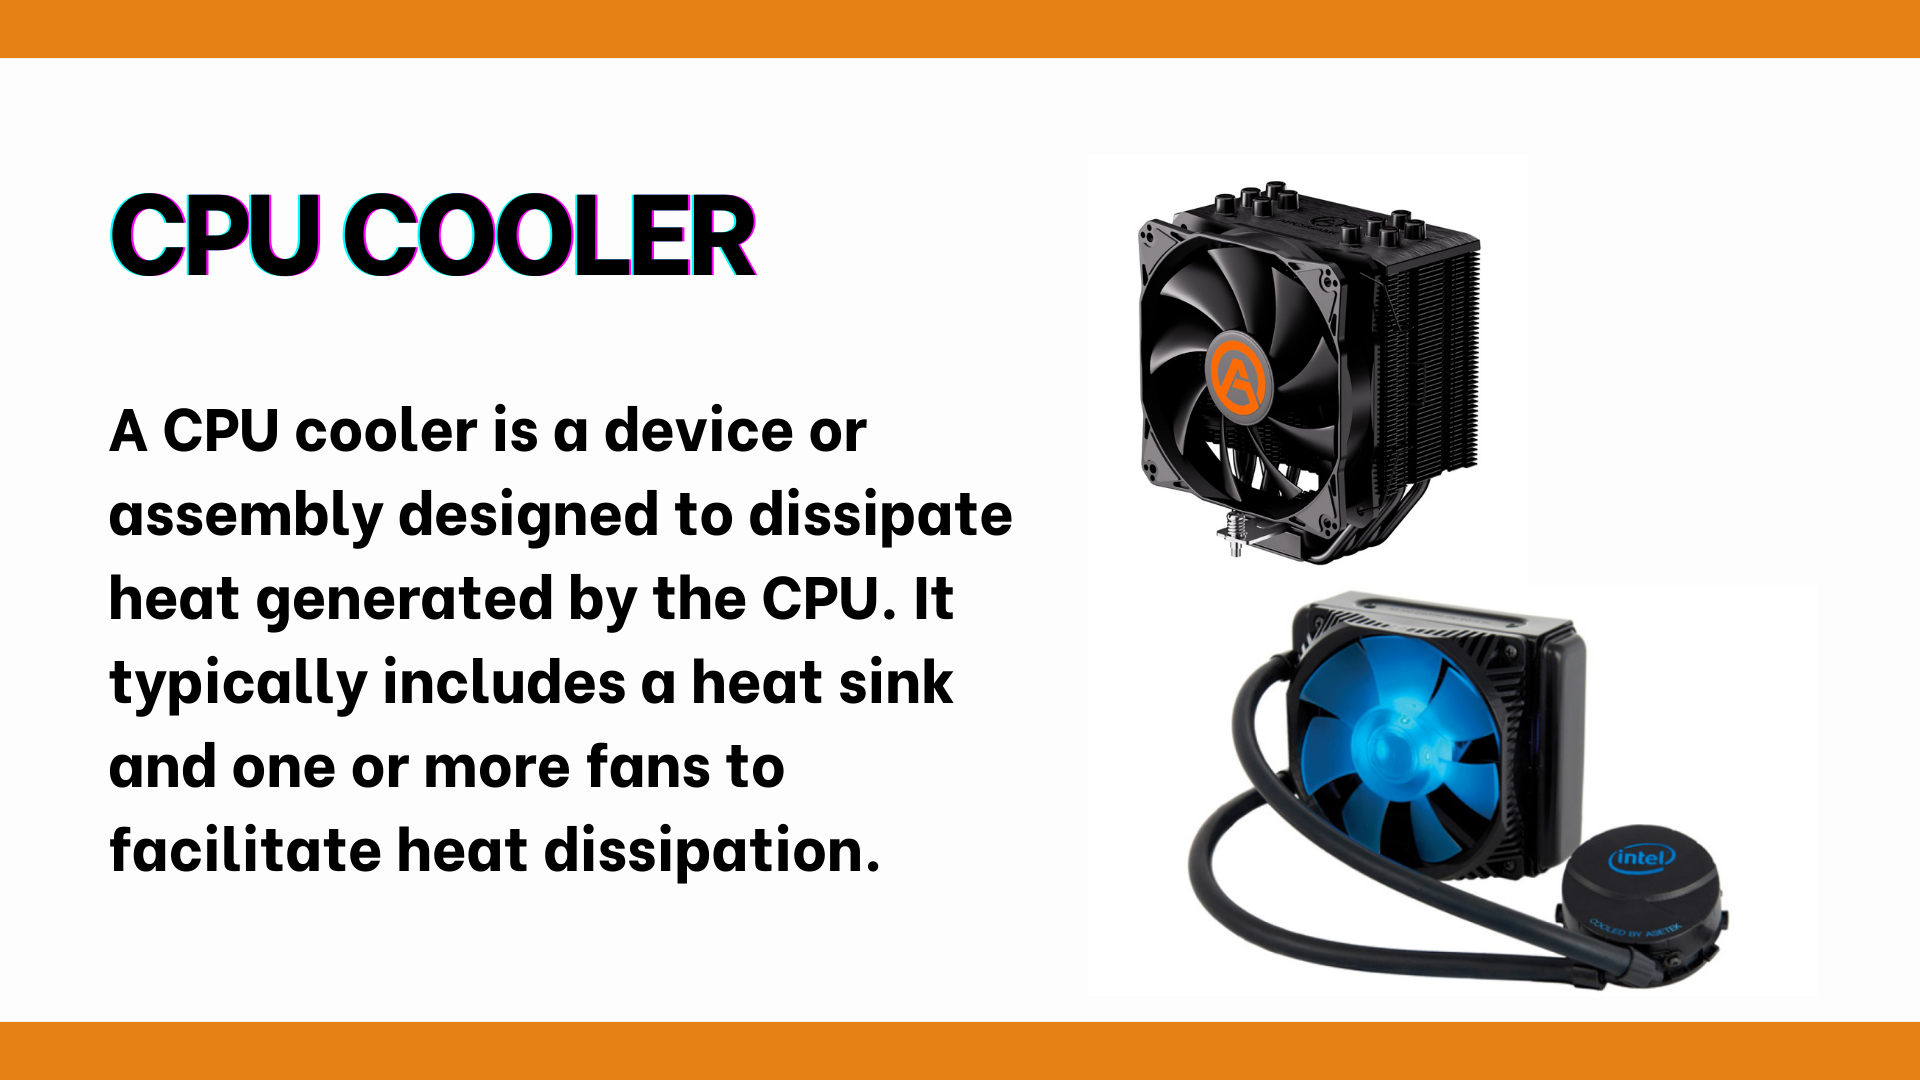 CPU COOLER
A CPU cooler is a device or
assembly designed to dissipate
heat generated by the CPU. It
typically includes a heat sink
and one or more fans to
facilitate heat dissipation.
intel
COOLED BY ASETEK